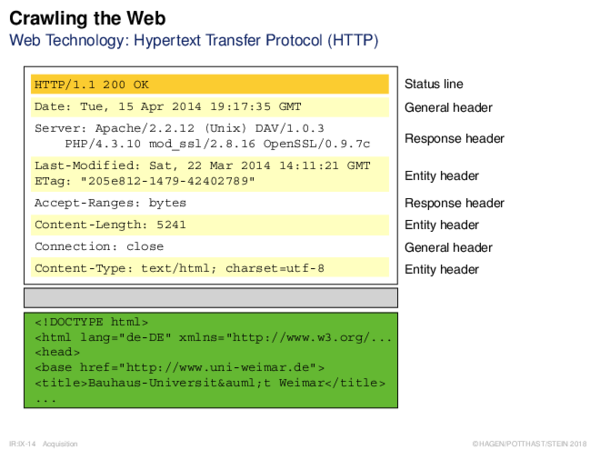 Crawling the Web
Web Technology: Hypertext Transfer Protocol (HTTP)
HTTP/1.1 200 OK
Status line
Date: Tue, 15 Apr 2014 19:17:35 GMT
General header
Server: Apache/2.2.12 (Unix) DAV/1.0.3
PHP/4.3.10 mod_ssl/2.8.16 OpenSSL/0.9.7c
Response header
Last-Modified: Sat, 22 Mar 2014 14:11:21 GMT
ETag: "205e812-1479-42402789"
Entity header
Accept-Ranges: bytes
Response header
Content-Length: 5241
Entity header
Connection: close
General header
Content-Type: text/html; charset=utf-8
Entity header
<!DOCTYPE html>
<html lang="de-DE" xmlns="http://www.w3.org/...
<head>
<base href="http://www.uni-weimar.de">
<title>Bauhaus-Universit&auml;t Weimar</title>
...
IR:IX-14 Acquisition
©HAGEN/POTTHAST/STEIN 2018